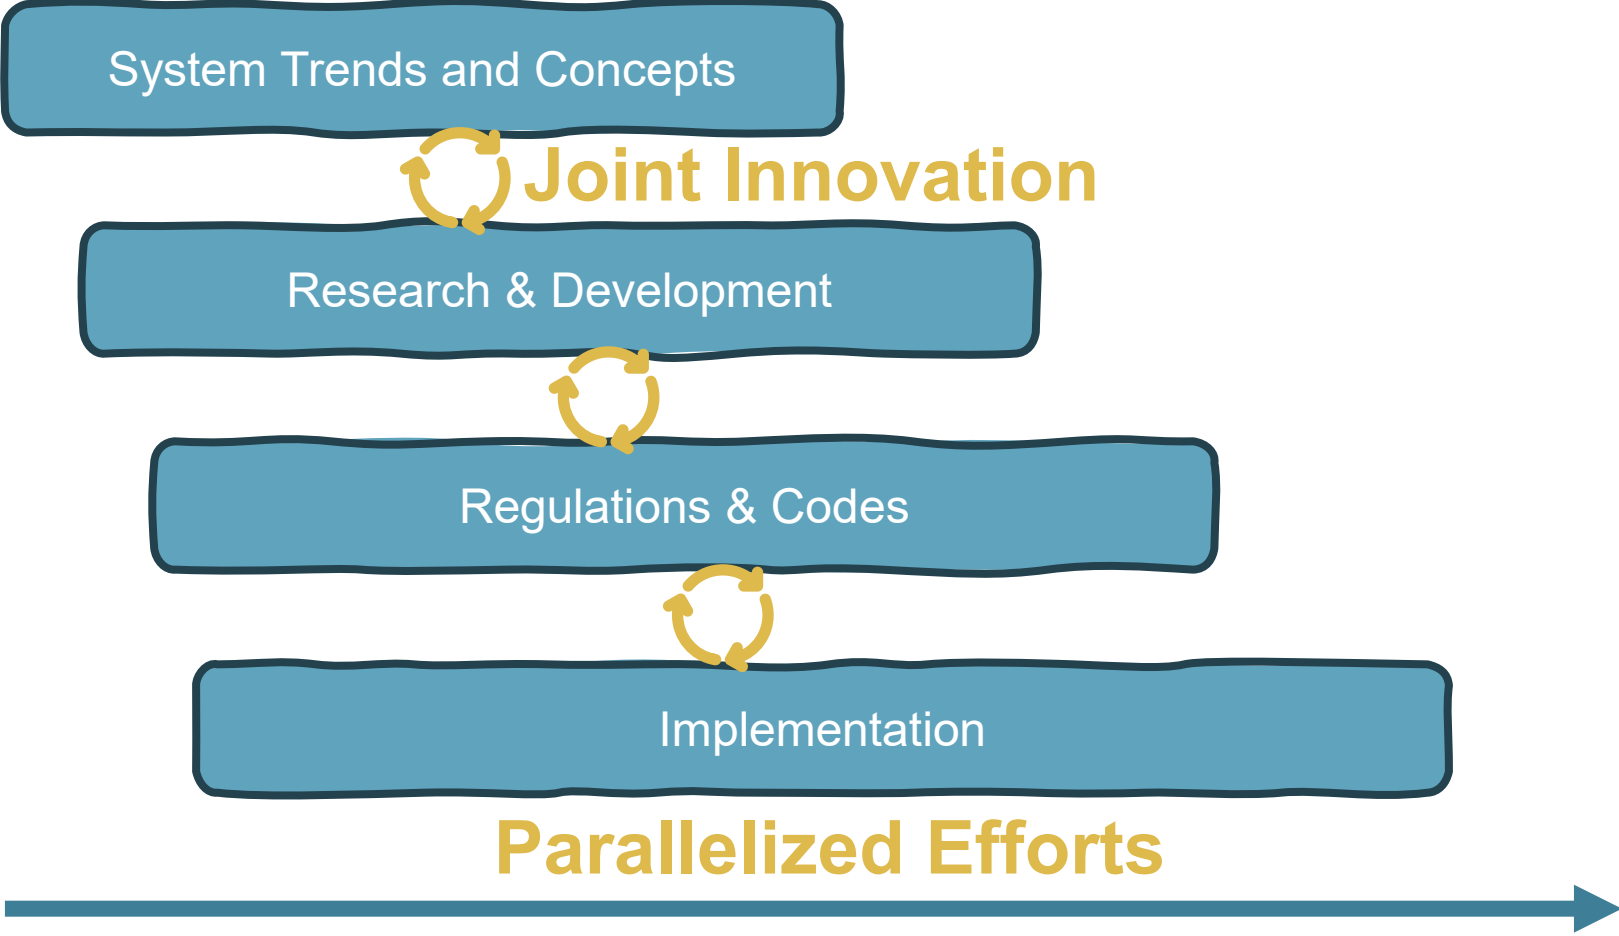 System Trends and Concepts
Joint Innovation
Research & Development
Regulations & Codes
Implementation
Parallelized Efforts